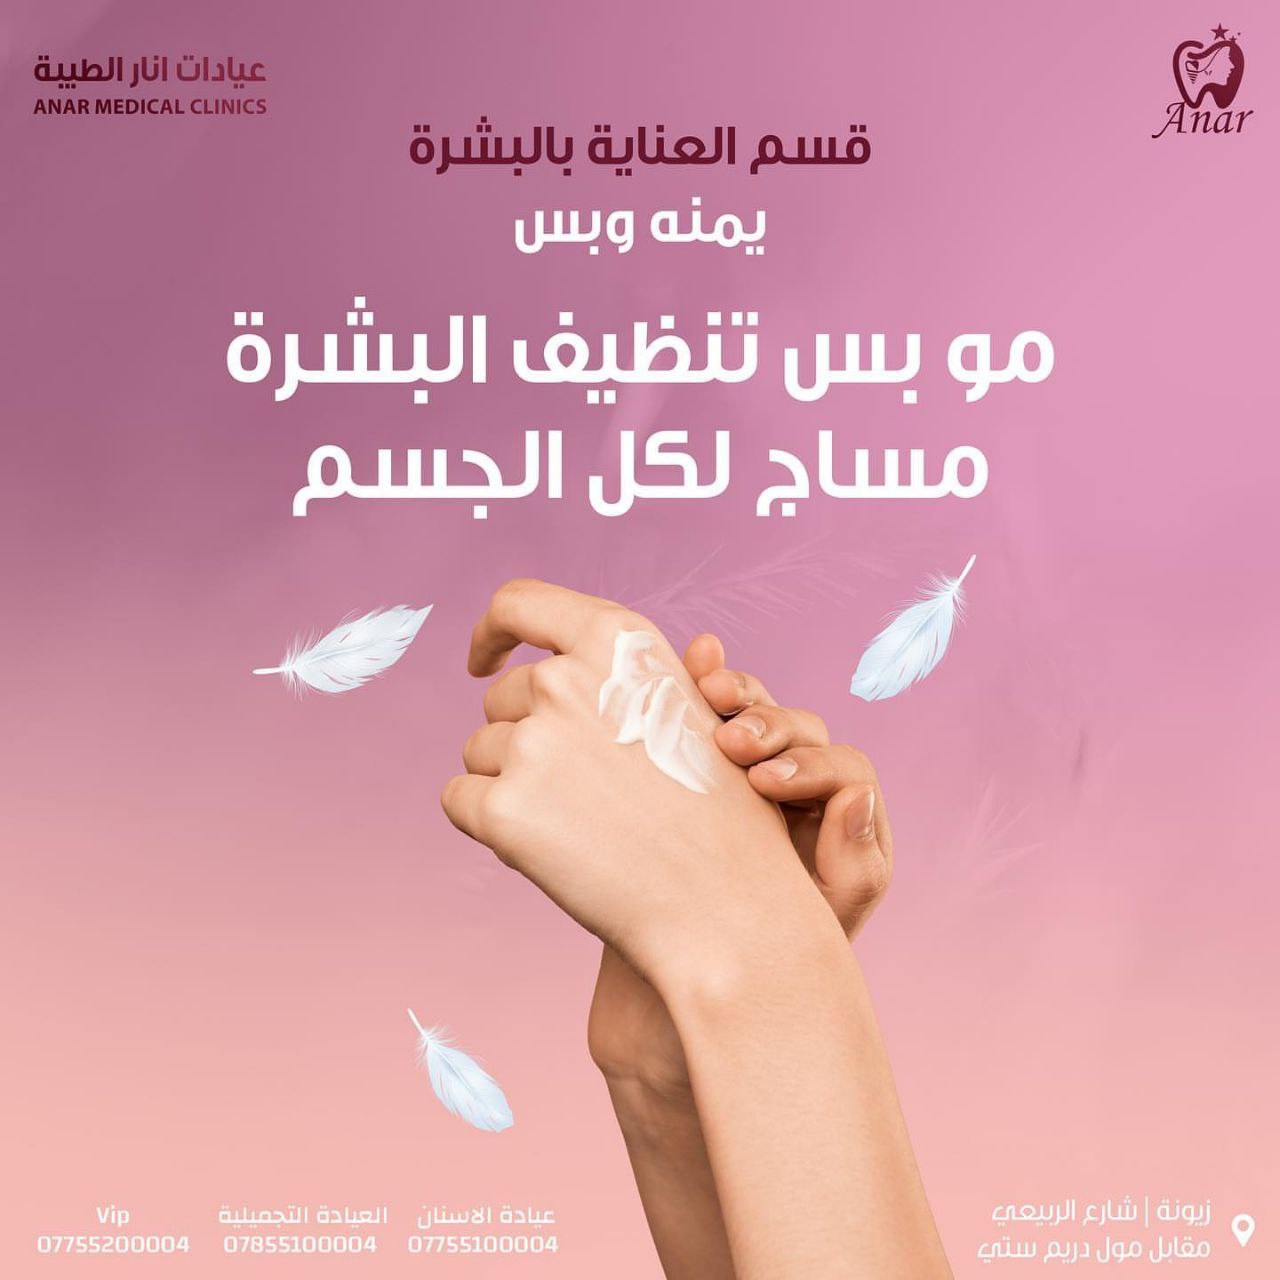 عيادات انار الطبية
ANAR MEDICAL CLINICS
Anar
قسم العناية بالبشرة
يمنه وبس
مو بس تنظيف البشرة
مساج لكل الجسم
زيونة | شارع الربيعي
مقابل مول دريم ستي
عيادة الاسنان
07755100004
العيادة التجميلية
07855100004
Vip
07755200004